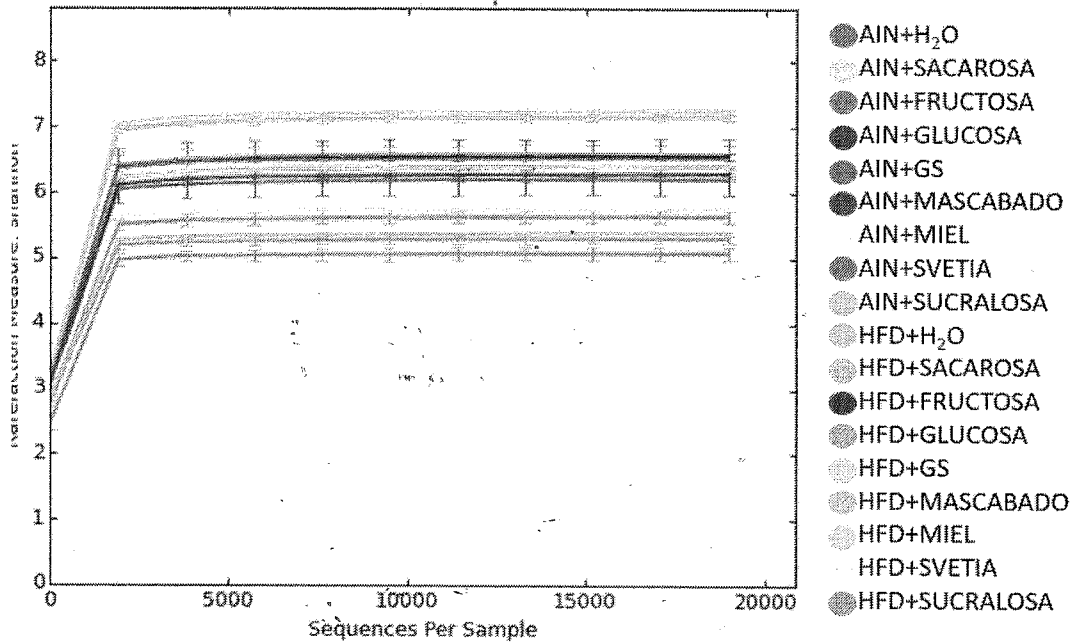 8
7
6
5
4
3
2
1
0
0 5000 10000 15000 20000
Sequences Per Sample
AIN+H₂O
AIN+SACAROSA
AIN+FRUCTOSA
AIN+GLUCOSA
AIN+GS
AIN+MASCABADO
AIN+MIEL
AIN+SVETIA
AIN+SUCRALOSA
HFD+H₂O
HFD+SACAROSA
HFD+FRUCTOSA
HFD+GLUCOSA
HFD+GS
HFD+MASCABADO
HFD+MIEL
HFD+SVETIA
HFD+SUCRALOSA